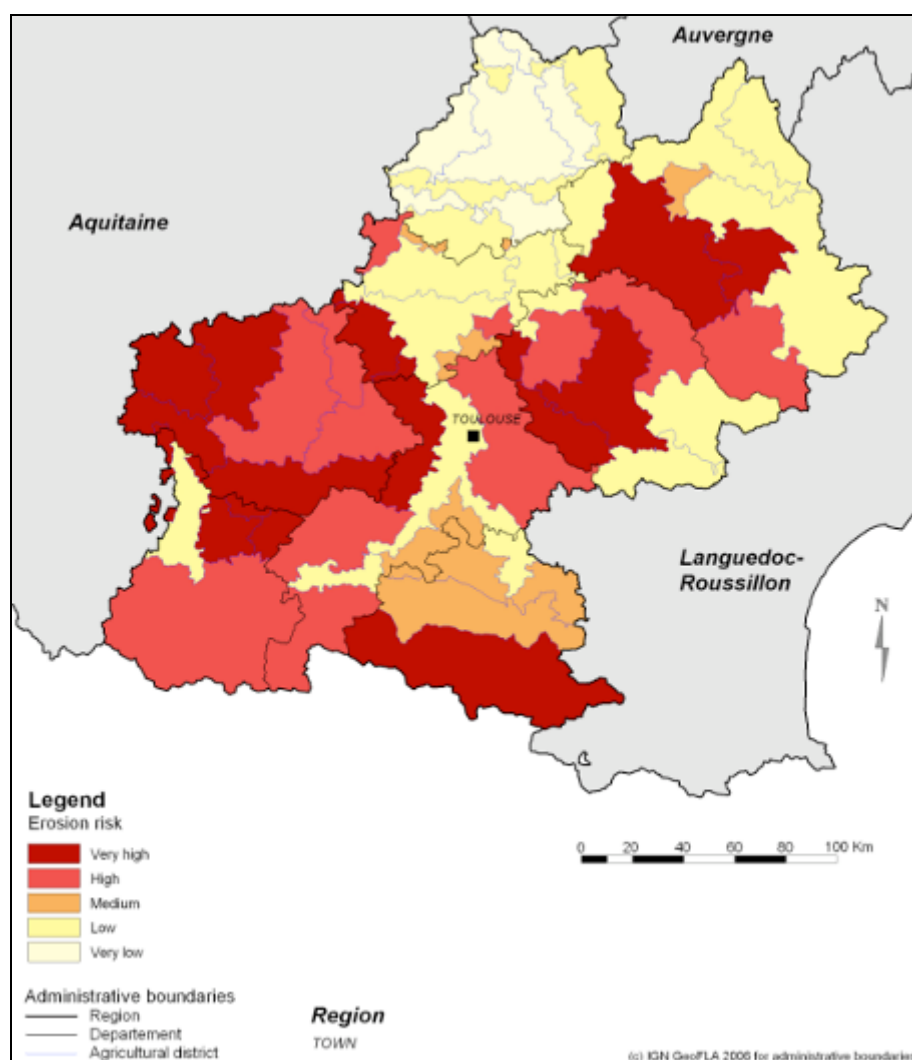 Auvergne
Aquitaine
TOULOUSE
Languedoc-
Roussillon
N
Legend
Erosion risk
Very high
High
Medium
Low
Very low
0 20 40 60 80 100 Km
Administrative boundaries
Region
Departement
Agricultural district
Region
TOWN
(c) IGN GeoFLA 2006 for administrative boundaries